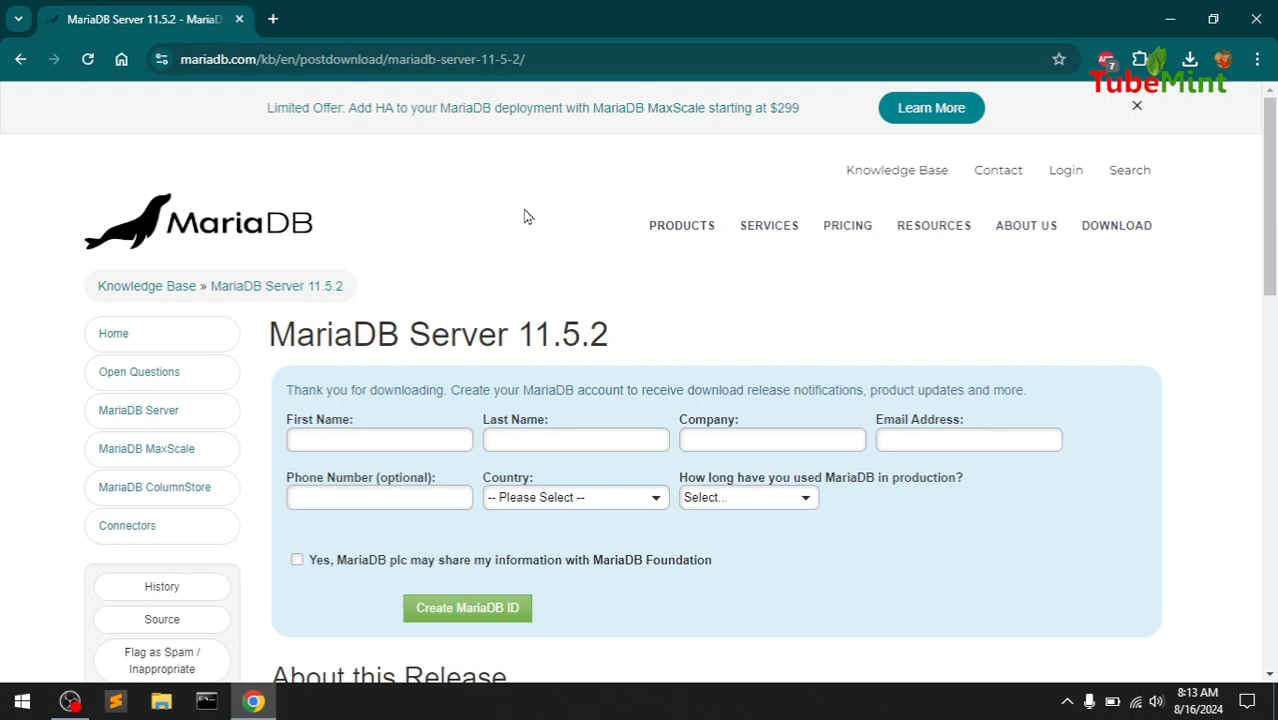 MariaDB Server 11.5.2 - MariaD
mariadb.com/kb/en/postdownload/mariadb-server-11-5-2/
7
TubeMint
Limited Offer: Add HA to your MariaDB deployment with MariaDB MaxScale starting at $299
Learn More
Knowledge Base
Contact
Login
Search
MariaDB
PRODUCTS
SERVICES
PRICING
RESOURCES
ABOUT US
DOWNLOAD
Knowledge Base » MariaDB Server 11.5.2
Home
Open Questions
MariaDB Server
MariaDB MaxScale
MariaDB ColumnStore
Connectors
History
Source
Flag as Spam /
Inappropriate
MariaDB Server 11.5.2
Thank you for downloading. Create your MariaDB account to receive download release notifications, product updates and more.
First Name:
Last Name:
Company:
Email Address:
Phone Number (optional):
Country:
How long have you used MariaDB in production?
-- Please Select --
Select...
Yes, MariaDB plc may share my information with MariaDB Foundation
Create MariaDB ID
About this Release
8:13 AM
8/16/2024